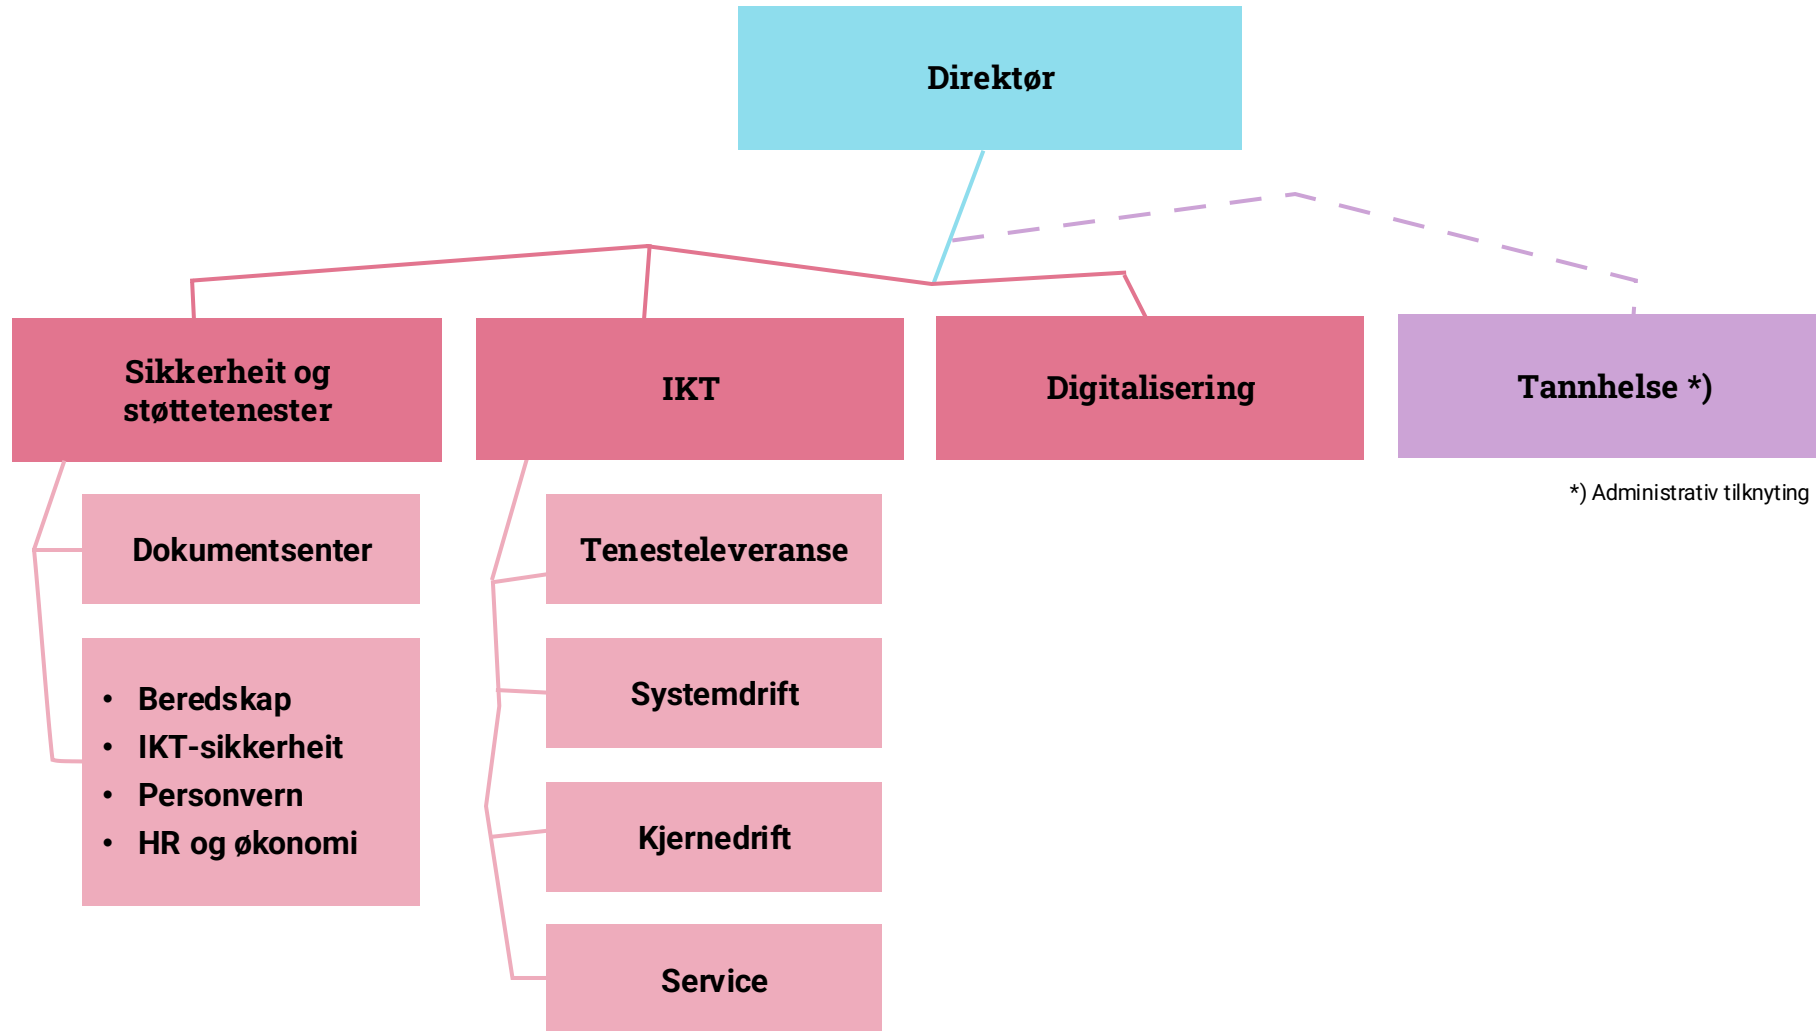 Direktør
Sikkerheit og
støttetenester
IKT
Digitalisering
Tannhelse *)
*) Administrativ tilknyting
Dokumentsenter
• Beredskap
• IKT-sikkerheit
• Personvern
• HR og økonomi
Tenesteleveranse
Systemdrift
Kjernedrift
Service